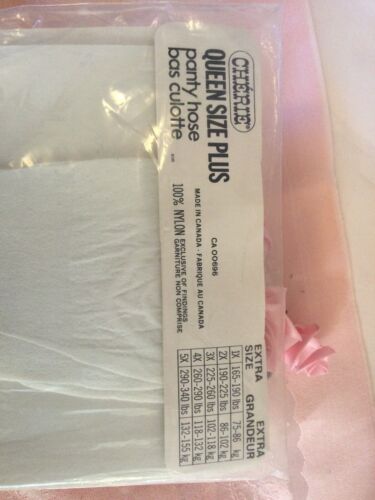 CHÉRIE®
QUEEN SIZE PLUS
panty hose
bas culotte
100% NYLON EXCLUSIVE OF FINDINGS
GARNITURE NON COMPRISE
MADE IN CANADA - FABRIQUE AU CANADA
CA 00696
EXTRA SIZE EXTRA GRANDEUR
1X 165-190 lbs 75-86 kg
2X 190-225 lbs 86-102 kg
3X 225-260 lbs 102-118 kg
4X 260-290 lbs 118-132 kg
5X 290-340 lbs 132-155 kg